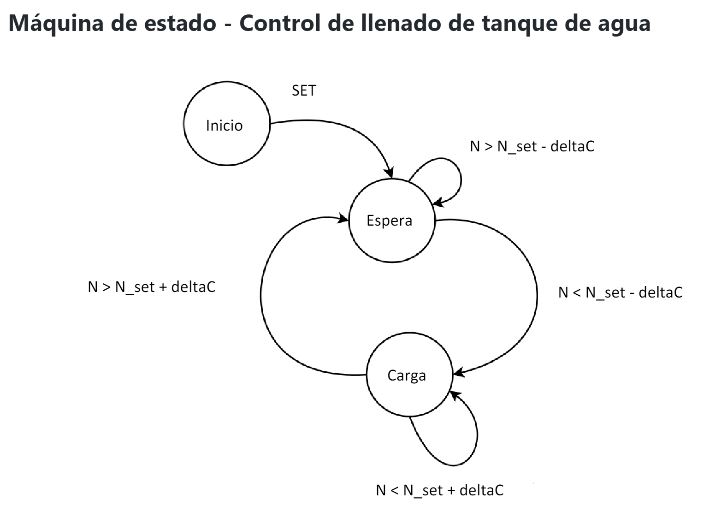 Máquina de estado - Control de llenado de tanque de agua
SET
Inicio
N > N_set - deltaC
Espera
N > N_set + deltaC
N < N_set - deltaC
Carga
N < N_set + deltaC